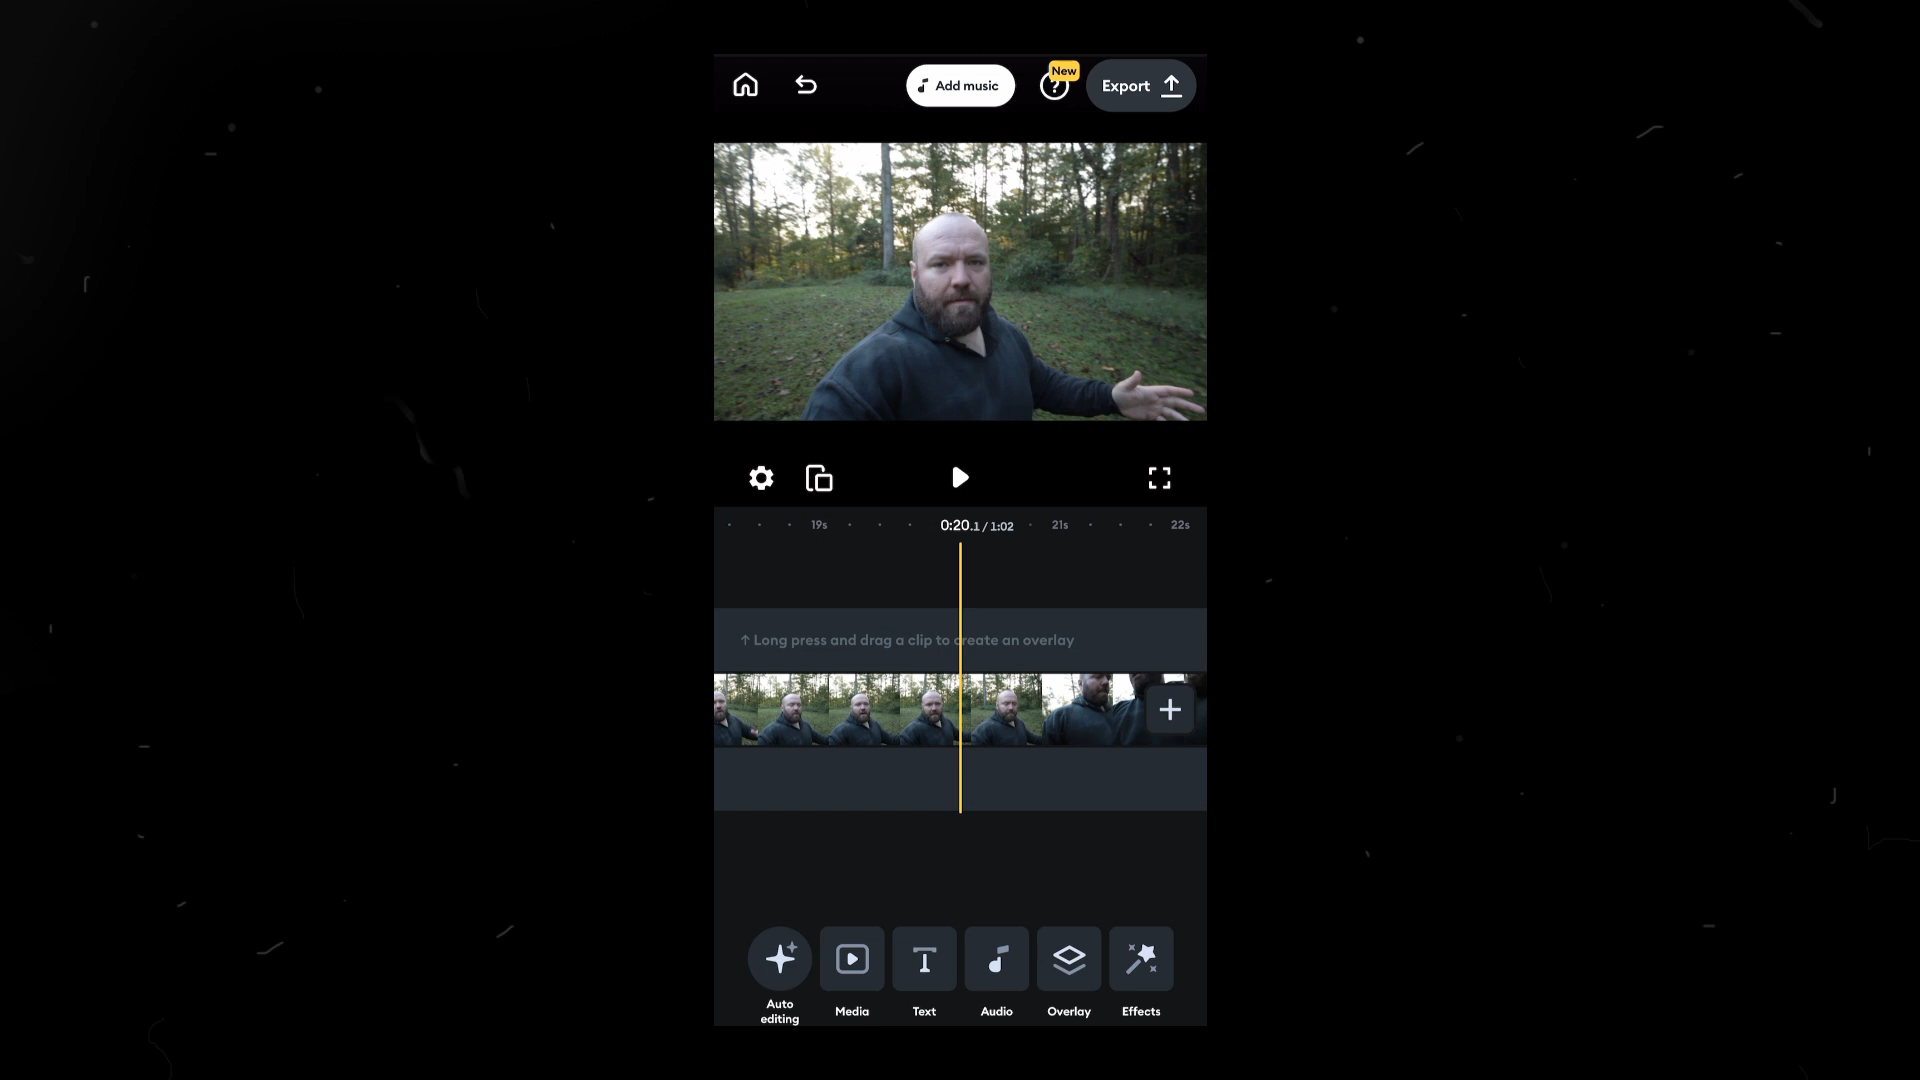 New
Add music
Export
19s
0:20.1 / 1:02
21s
22s
↑ Long press and drag a clip to create an overlay
Auto
editing
Media
Text
Audio
Overlay
Effects